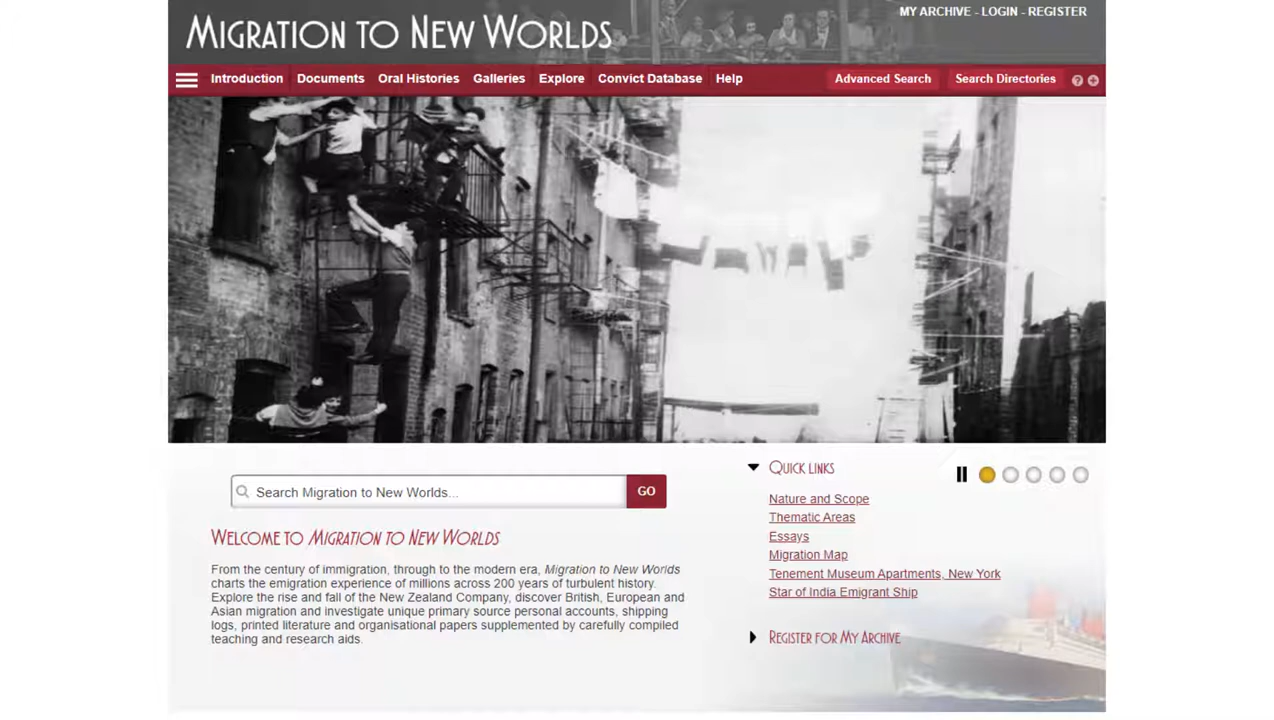 MIGRATION TO NEW WORLDS
MY ARCHIVE - LOGIN - REGISTER
Introduction Documents Oral Histories Galleries Explore Convict Database Help Advanced Search Search Directories ? +
Search Migration to New Worlds... GO
WELCOME TO MIGRATION TO NEW WORLDS
From the century of immigration, through to the modern era, Migration to New Worlds
charts the emigration experience of millions across 200 years of turbulent history.
Explore the rise and fall of the New Zealand Company, discover British, European and
Asian migration and investigate unique primary source personal accounts, shipping
logs, printed literature and organisational papers supplemented by carefully compiled
teaching and research aids.
QUICK LINKS
Nature and Scope
Thematic Areas
Essays
Migration Map
Tenement Museum Apartments, New York
Star of India Emigrant Ship
REGISTER FOR MY ARCHIVE